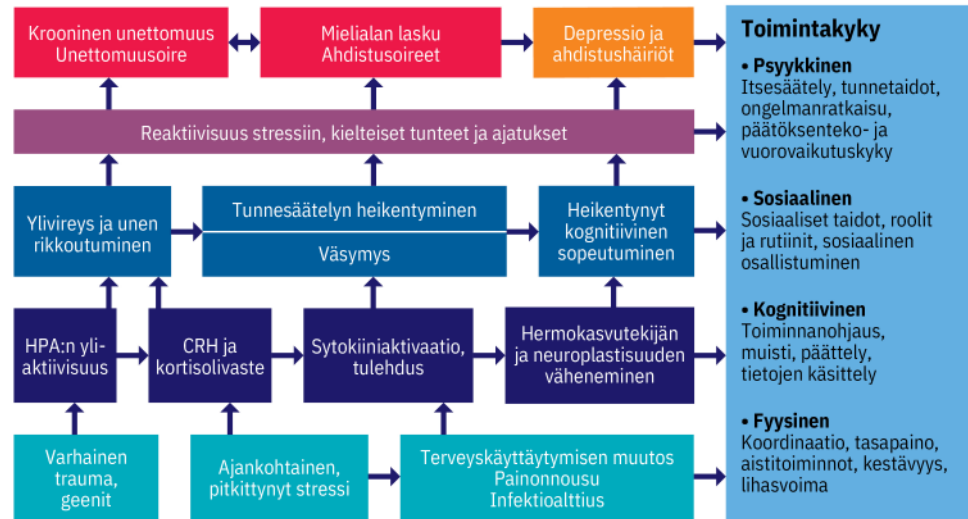 Krooninen unettomuus
Unettomuusoire
Mielialan lasku
Ahdistusoireet
Depressio ja
ahdistushäiriöt
Reaktiivisuus stressiin, kielteiset tunteet ja ajatukset
Ylivireys ja unen
rikkoutuminen
Tunnesäätelyn heikentyminen
Väsymys
Heikentynyt
kognitiivinen
sopeutuminen
HPA:n yli-
aktiivisuus
CRH ja
kortisolivaste
Sytokiiniaktivaatio,
tulehdus
Hermokasvutekijän
ja neuroplastisuuden
väheneminen
Varhainen
trauma,
geenit
Ajankohtainen,
pitkittynyt stressi
Terveyskäyttäytymisen muutos
Painonnousu
Infektioalttius
Toimintakyky
• Psyykkinen
Itsesäätely, tunnetaidot,
ongelmanratkaisu,
päätöksenteko- ja
vuorovaikutuskyky
• Sosiaalinen
Sosiaaliset taidot, roolit
ja rutiinit, sosiaalinen
osallistuminen
• Kognitiivinen
Toiminnanohjaus,
muisti, päättely,
tietojen käsittely
• Fyysinen
Koordinaatio, tasapaino,
aistitoiminnot, kestävyys,
lihasvoima